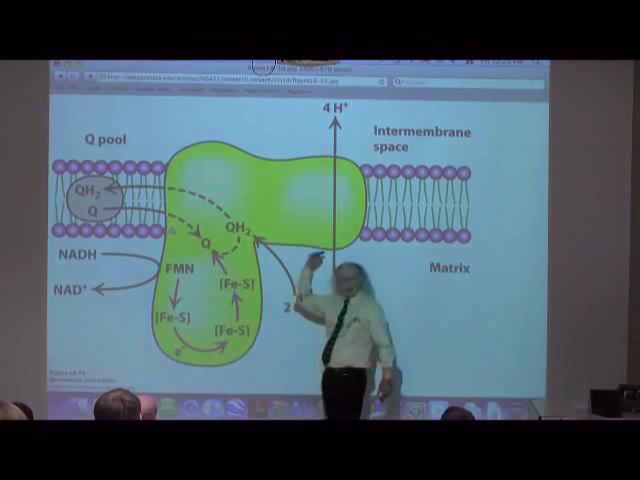 4 H⁺
Intermembrane
space
Q pool
QH₂
Q
QH₂
Q
NADH
FMN
[Fe-S]
Matrix
NAD⁺
[Fe-S]
[Fe-S]
e⁻
2